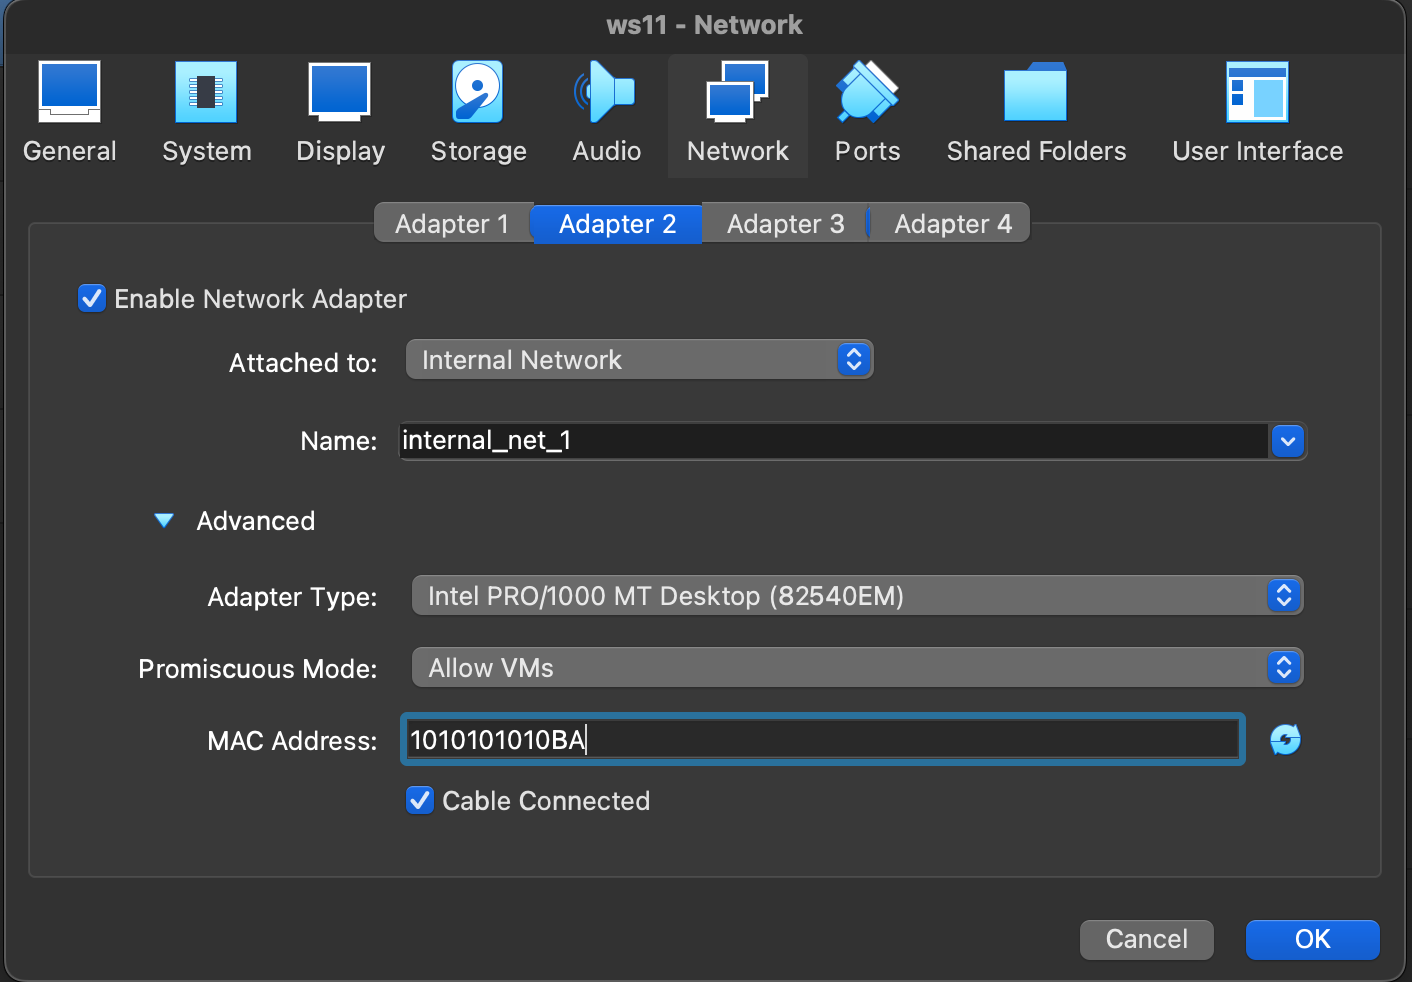 ws11 - Network
General System Display Storage Audio Network Ports Shared Folders User Interface
Adapter 1 Adapter 2 Adapter 3 Adapter 4
Enable Network Adapter
Attached to: Internal Network
Name: internal_net_1
Advanced
Adapter Type: Intel PRO/1000 MT Desktop (82540EM)
Promiscuous Mode: Allow VMs
MAC Address: 1010101010BA
Cable Connected
Cancel OK